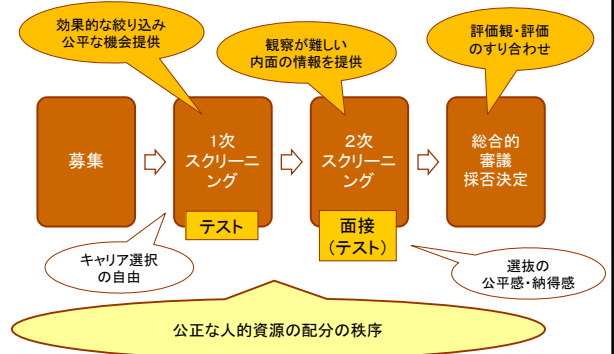 効果的な絞り込み
公平な機会提供
観察が難しい
内面の情報を提供
評価観・評価
のすり合わせ
募集
1次
スクリーニ
ング
テスト
２次
スクリーニ
ング
面接
（テスト）
総合的
審議
採否決定
キャリア選択
の自由
選抜の
公平感・納得感
公正な人的資源の配分の秩序